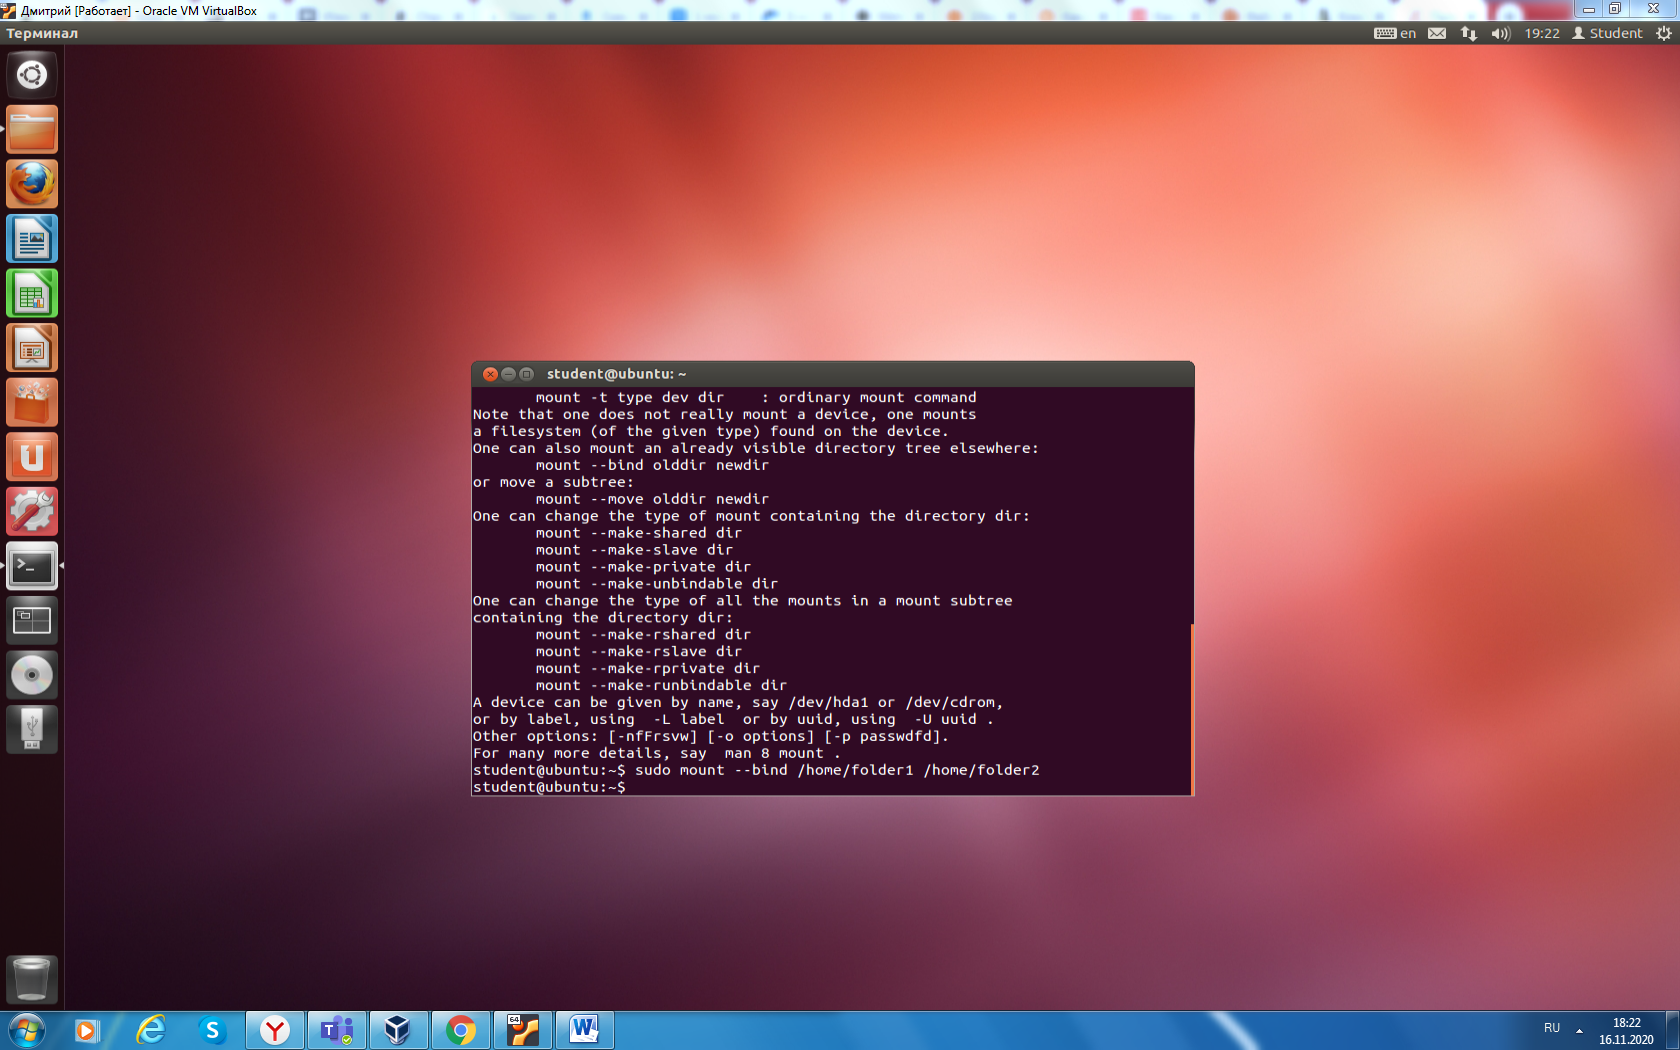 Дмитрий [Работает] - Oracle VM VirtualBox
Терминал
en
19:22
Student
student@ubuntu: ~
mount -t type dev dir    : ordinary mount command
Note that one does not really mount a device, one mounts
a filesystem (of the given type) found on the device.
One can also mount an already visible directory tree elsewhere:
mount --bind olddir newdir
or move a subtree:
mount --move olddir newdir
One can change the type of mount containing the directory dir:
mount --make-shared dir
mount --make-slave dir
mount --make-private dir
mount --make-unbindable dir
One can change the type of all the mounts in a mount subtree
containing the directory dir:
mount --make-rshared dir
mount --make-rslave dir
mount --make-rprivate dir
mount --make-runbindable dir
A device can be given by name, say /dev/hda1 or /dev/cdrom,
or by label, using  -L label  or by uuid, using  -U uuid .
Other options: [-nfFrsvw] [-o options] [-p passwdfd].
For many more details, say  man 8 mount .
student@ubuntu:~$ sudo mount --bind /home/folder1 /home/folder2
student@ubuntu:~$
64
RU
18:22
16.11.2020